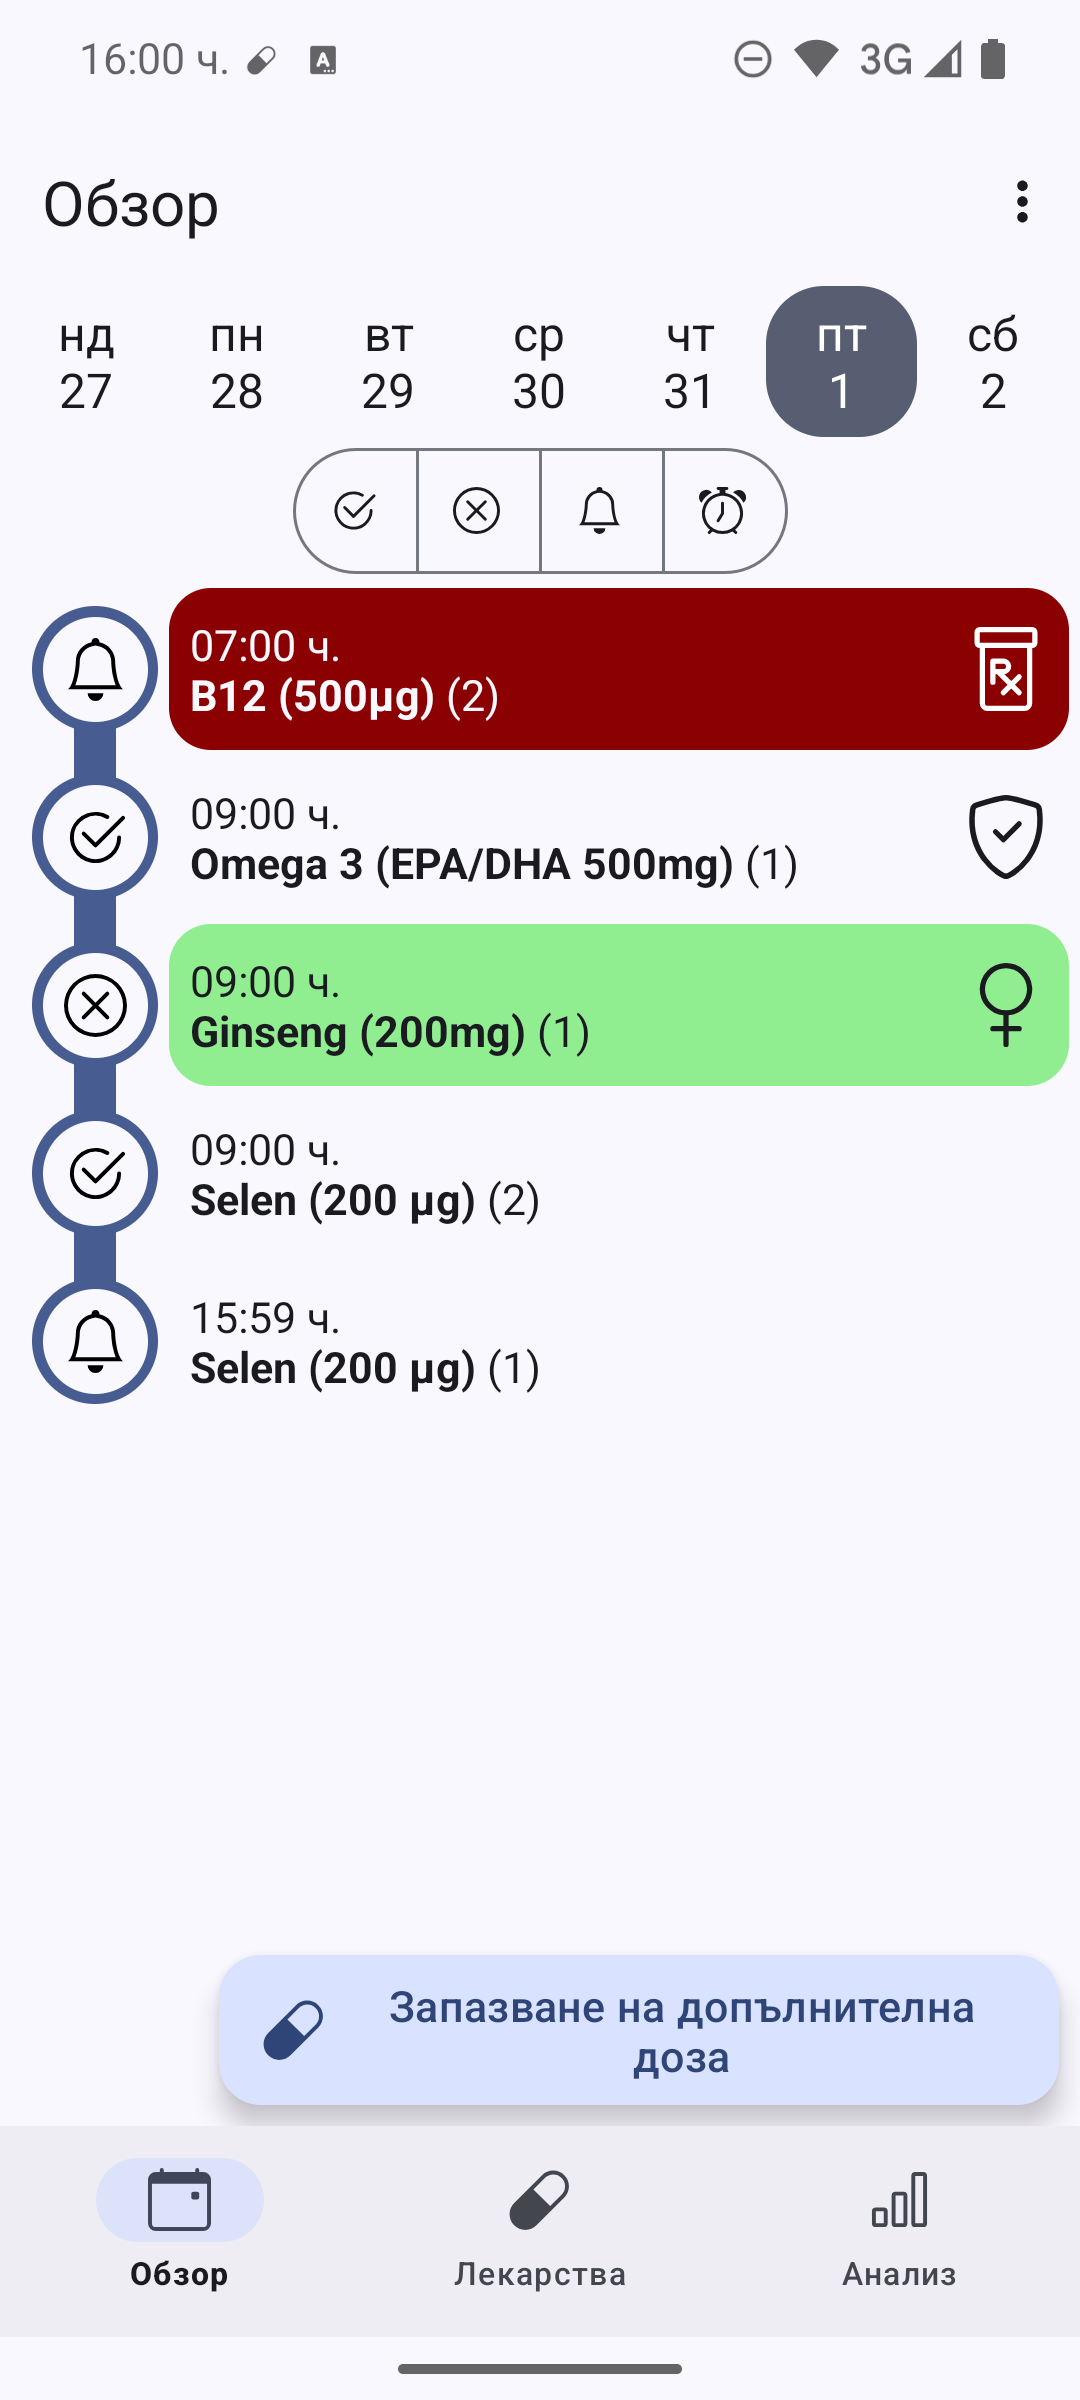 16:00 ч.
3G
Обзор
нд пн вт ср чт пт сб
27 28 29 30 31 1 2
07:00 ч.
B12 (500µg) (2)
09:00 ч.
Omega 3 (EPA/DHA 500mg) (1)
09:00 ч.
Ginseng (200mg) (1)
09:00 ч.
Selen (200 µg) (2)
15:59 ч.
Selen (200 µg) (1)
Запазване на допълнителна
доза
Обзор Лекарства Анализ